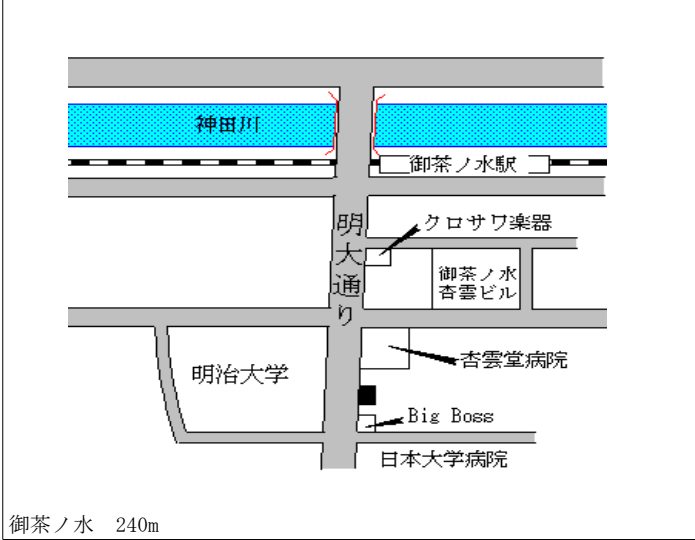 神田川
御茶ノ水駅
明大通り
クロサワ楽器
御茶ノ水
杏雲ビル
杏雲堂病院
明治大学
Big Boss
日本大学病院
御茶ノ水　240m